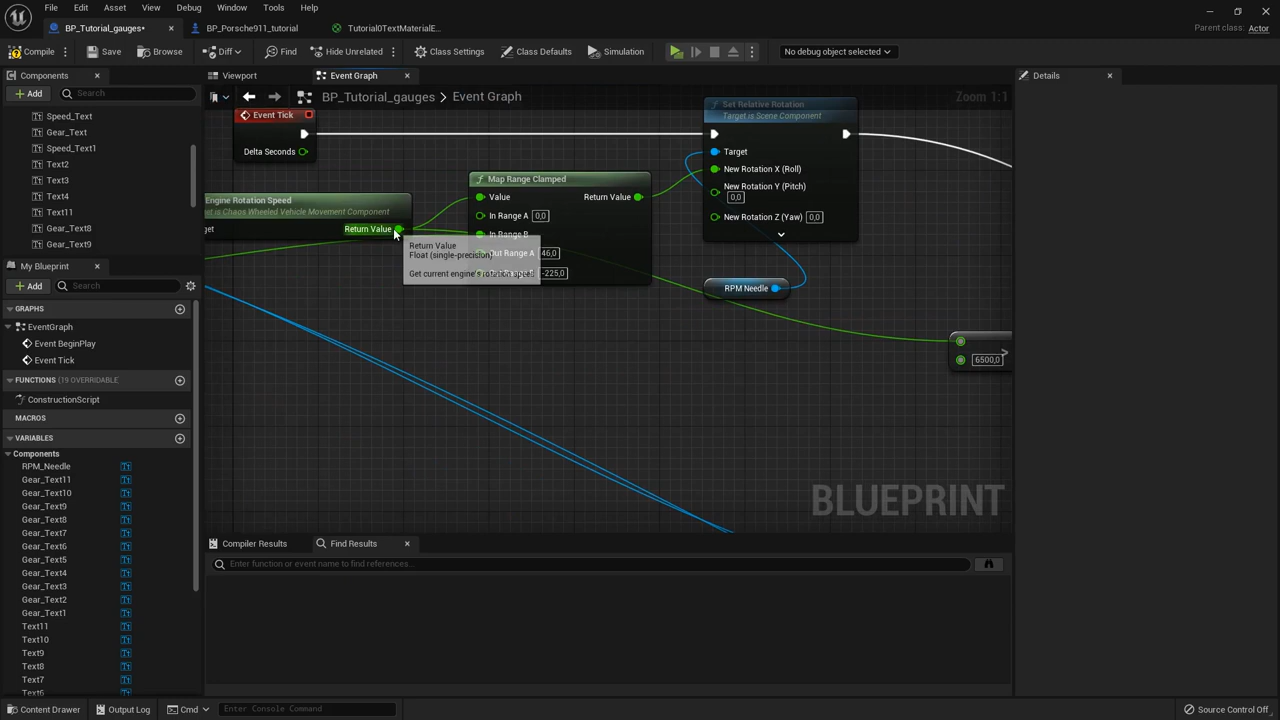 File Edit Asset View Debug Window Tools Help
BP_Tutorial_gauges• BP_Porsche911_tutorial Tutorial0TextMaterialE... Parent class: Actor
Compile Save Browse Diff Find Hide Unrelated Class Settings Class Defaults Simulation No debug object selected
Components Viewport Event Graph Details
Add Search
BP_Tutorial_gauges > Event Graph Zoom 1:1
Speed_Text
Gear_Text
Speed_Text1
Text2
Text3
Text4
Text11
Gear_Text8
Gear_Text9
Event Tick
Delta Seconds
Engine Rotation Speed
et is Chaos Wheeled Vehicle Movement Component
get Return Value
Map Range Clamped
Value Return Value
In Range A 0,0
In Range B
Out Range A 46,0
-225,0
Return Value
Float (single-precision)
Get current engine's rotation speed
Set Relative Rotation
Target is Scene Component
Target
New Rotation X (Roll)
New Rotation Y (Pitch)
0,0
New Rotation Z (Yaw) 0,0
RPM Needle
>
6500,0
BLUEPRINT
My Blueprint
Add Search
GRAPHS
EventGraph
Event BeginPlay
Event Tick
FUNCTIONS (19 OVERRIDABLE
ConstructionScript
MACROS
VARIABLES
Components
RPM_Needle
Gear_Text11
Gear_Text10
Gear_Text9
Gear_Text8
Gear_Text7
Gear_Text6
Gear_Text5
Gear_Text4
Gear_Text3
Gear_Text2
Gear_Text1
Text11
Text10
Text9
Text8
Text7
Text6
Compiler Results Find Results
Enter function or event name to find references...
Content Drawer Output Log Cmd Enter Console Command Source Control Off